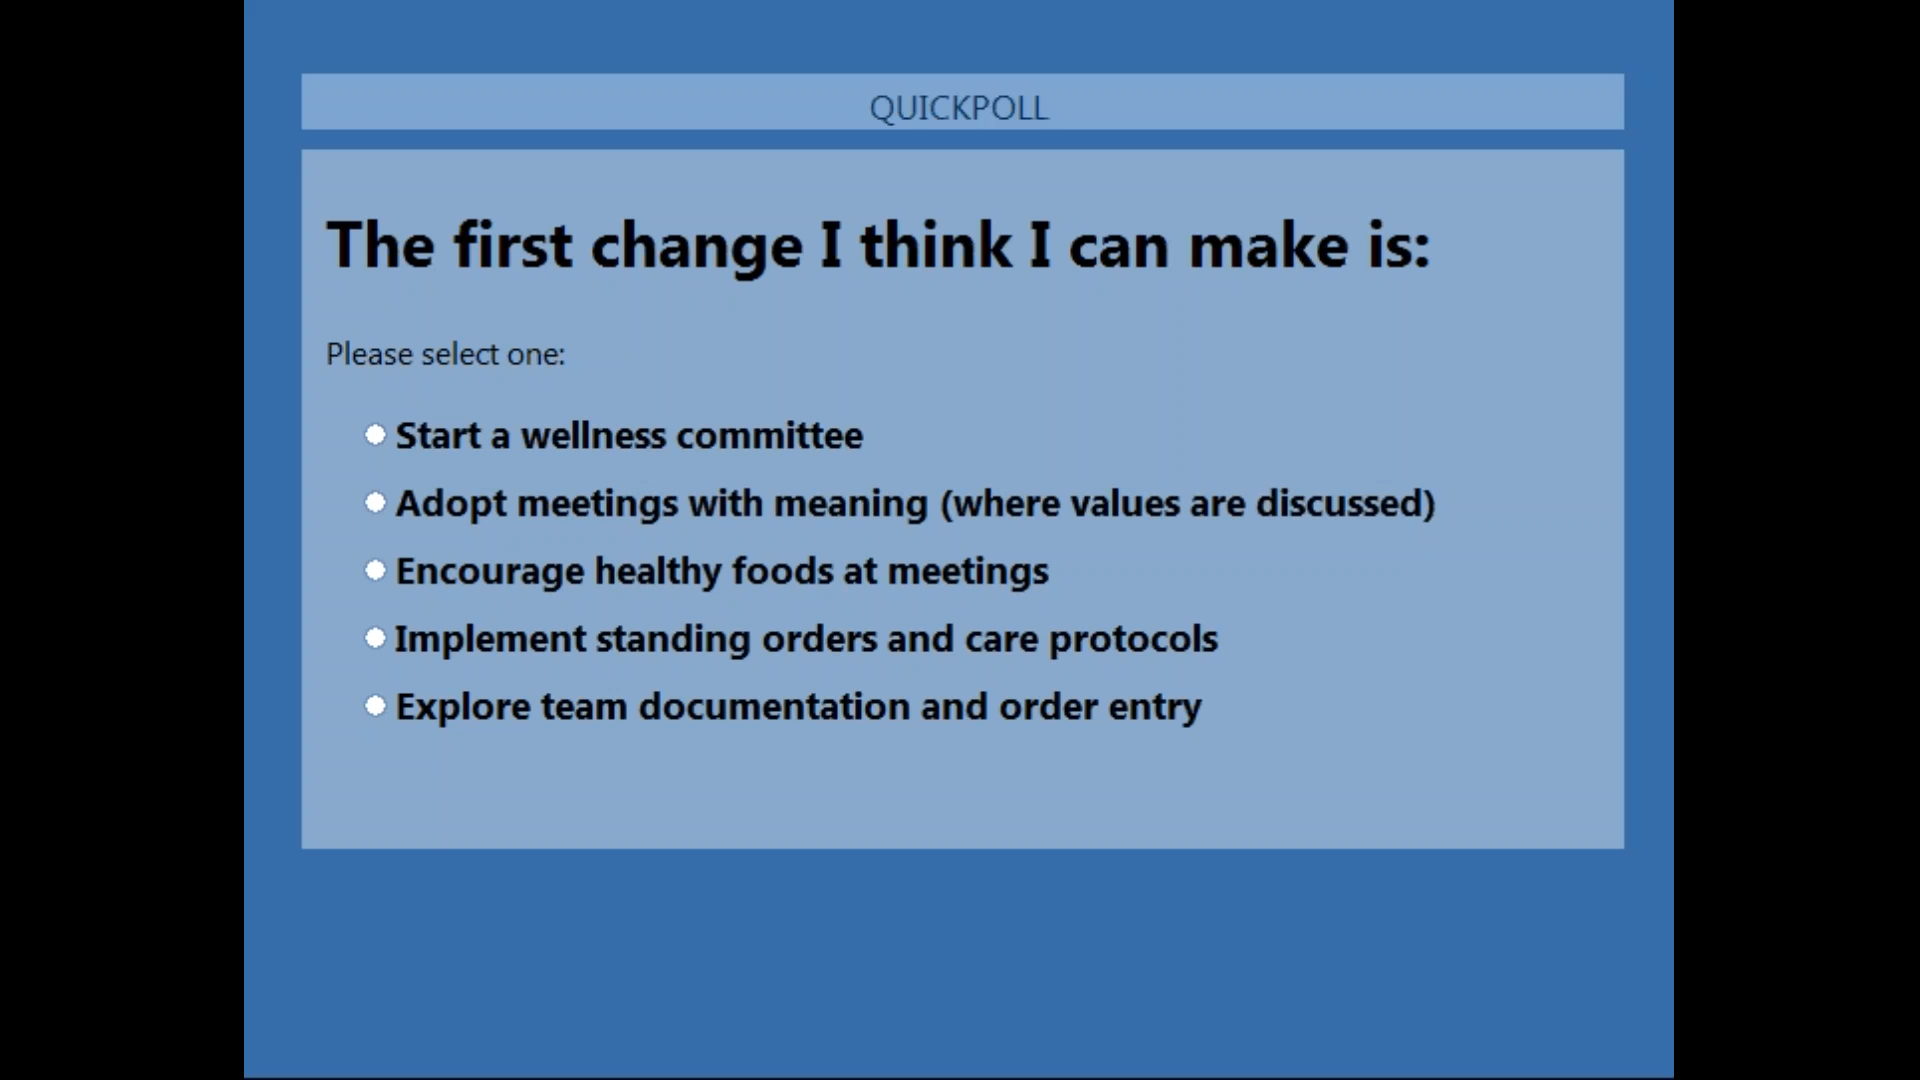 QUICKPOLL
The first change I think I can make is:
Please select one:
Start a wellness committee
Adopt meetings with meaning (where values are discussed)
Encourage healthy foods at meetings
Implement standing orders and care protocols
Explore team documentation and order entry